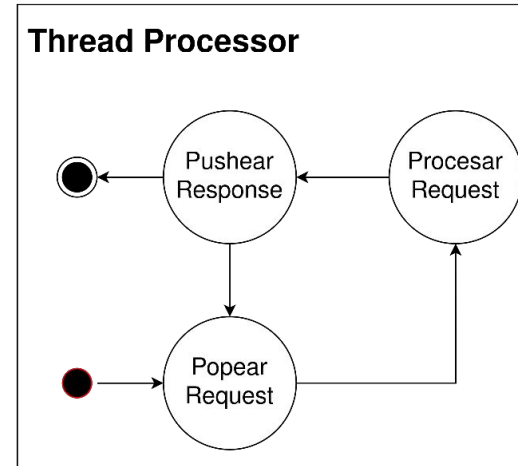 Thread Processor
Pushear
Response
Procesar
Request
Popear
Request